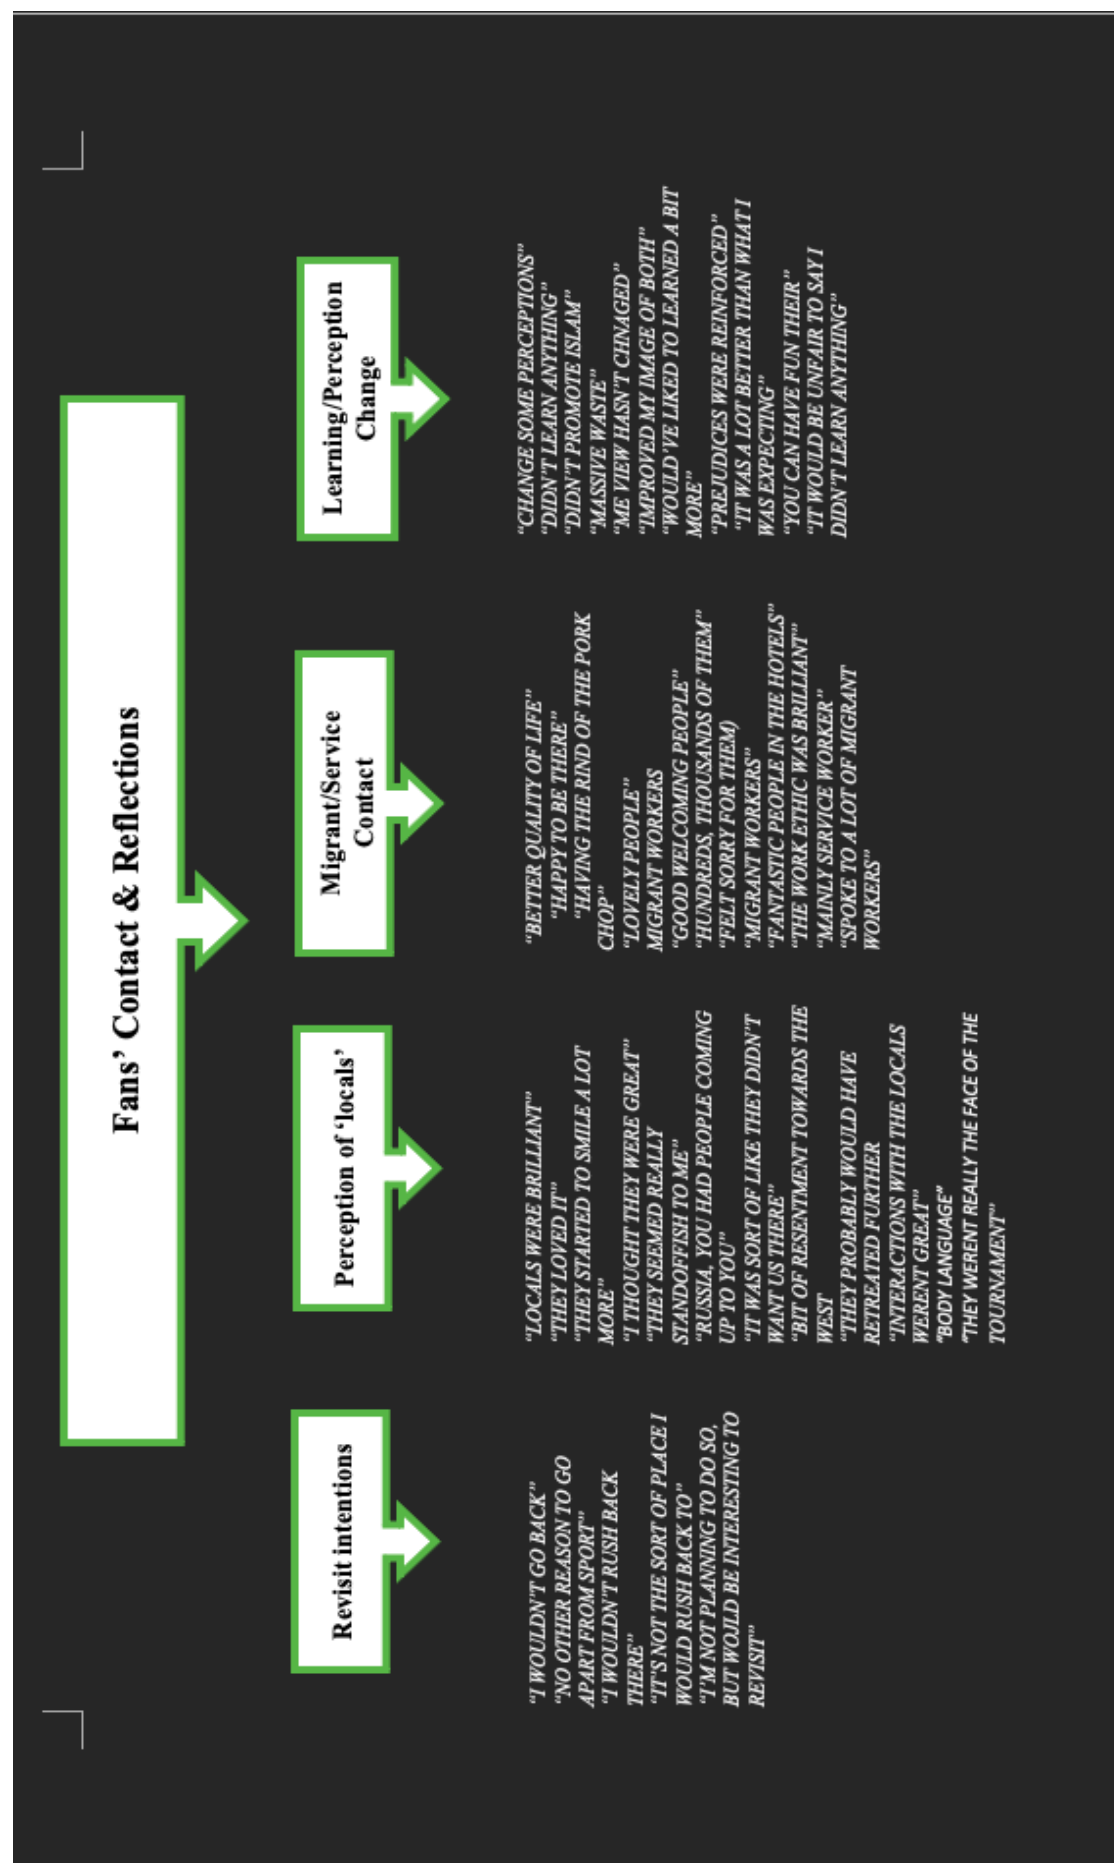 Fans' Contact & Reflections
Revisit intentions
"I WOULDN'T GO BACK"
"NO OTHER REASON TO GO
APART FROM SPORT"
"I WOULDN'T RUSH BACK
THERE"
"IT'S NOT THE SORT OF PLACE I
WOULD RUSH BACK TO"
"I'M NOT PLANNING TO DO SO,
BUT WOJLD BE INTERESTING TO
REVISIT"
Perception of 'locals'
"LOCALS WERE BRILLIANT"
"THEY LOVED IT"
"THEY STARTED TO SMILE A LOT
MORE"
"I THOUGHT THEY WERE GREAT"
"THEY SEEMED REALLY
STANDOFFISH TO ME"
"RUSSIA, YOU HAD PEOPLE COMING
UP TO YOU"
"IT WAS SORT OF LIKE THEY DIDN'T
WANT US THERE"
"BIT OF RESENTMENT TOWARDS THE
WEST
"THEY PROBABLY WOULD HAVE
RETREATED FURTHER
"INTERACTIONS WITH THE LOCALS
WERENT GREAT"
"BODY LANGUAGE"
"THEY WERENT REALLY THE FACE OF THE
TOURNAMENT"
Migrant/Service
Contact
"BETTER QUALITY OF LIFE"
"HAPPY TO BE THERE"
"HAVING THE RIND OF THE PORK
CHOP"
"LOVELY PEOPLE"
MIGRANT WORKERS
"GOOD WELCOMING PEOPLE"
"HUNDREDS, THOUSANDS OF THEM"
"FELT SORRY FOR THEM)
"MIGRANT WORKERS"
"FANTASTIC PEOPLE IN THE HOTELS"
"THE WORK ETHIC WAS BRILLIANT"
"MAINLY SERVICE WORKER"
"SPOKE TO A LOT OF MIGRANT
WORKERS"
Learning/Perception
Change
"CHANGE SOME PERCEPTIONS"
"DIDN'T LEARN ANYTHING"
"DIDN'T PROMOTE ISLAM"
"MASSIVE WASTE"
"ME VIEW HASN'T CHNAGED"
"IMPROVED MY IMAGE OF BOTH"
"WOULD'VE LIKED TO LEARNED A BIT
MORE"
"PREJUDICES WERE REINFORCED"
"IT WAS A LOT BETTER THAN WHAT I
WAS EXPECTING"
"YOU CAN HAVE FUN THEIR"
"IT WOULD BE UNFAIR TO SAY I
DIDN'T LEARN ANYTHING"